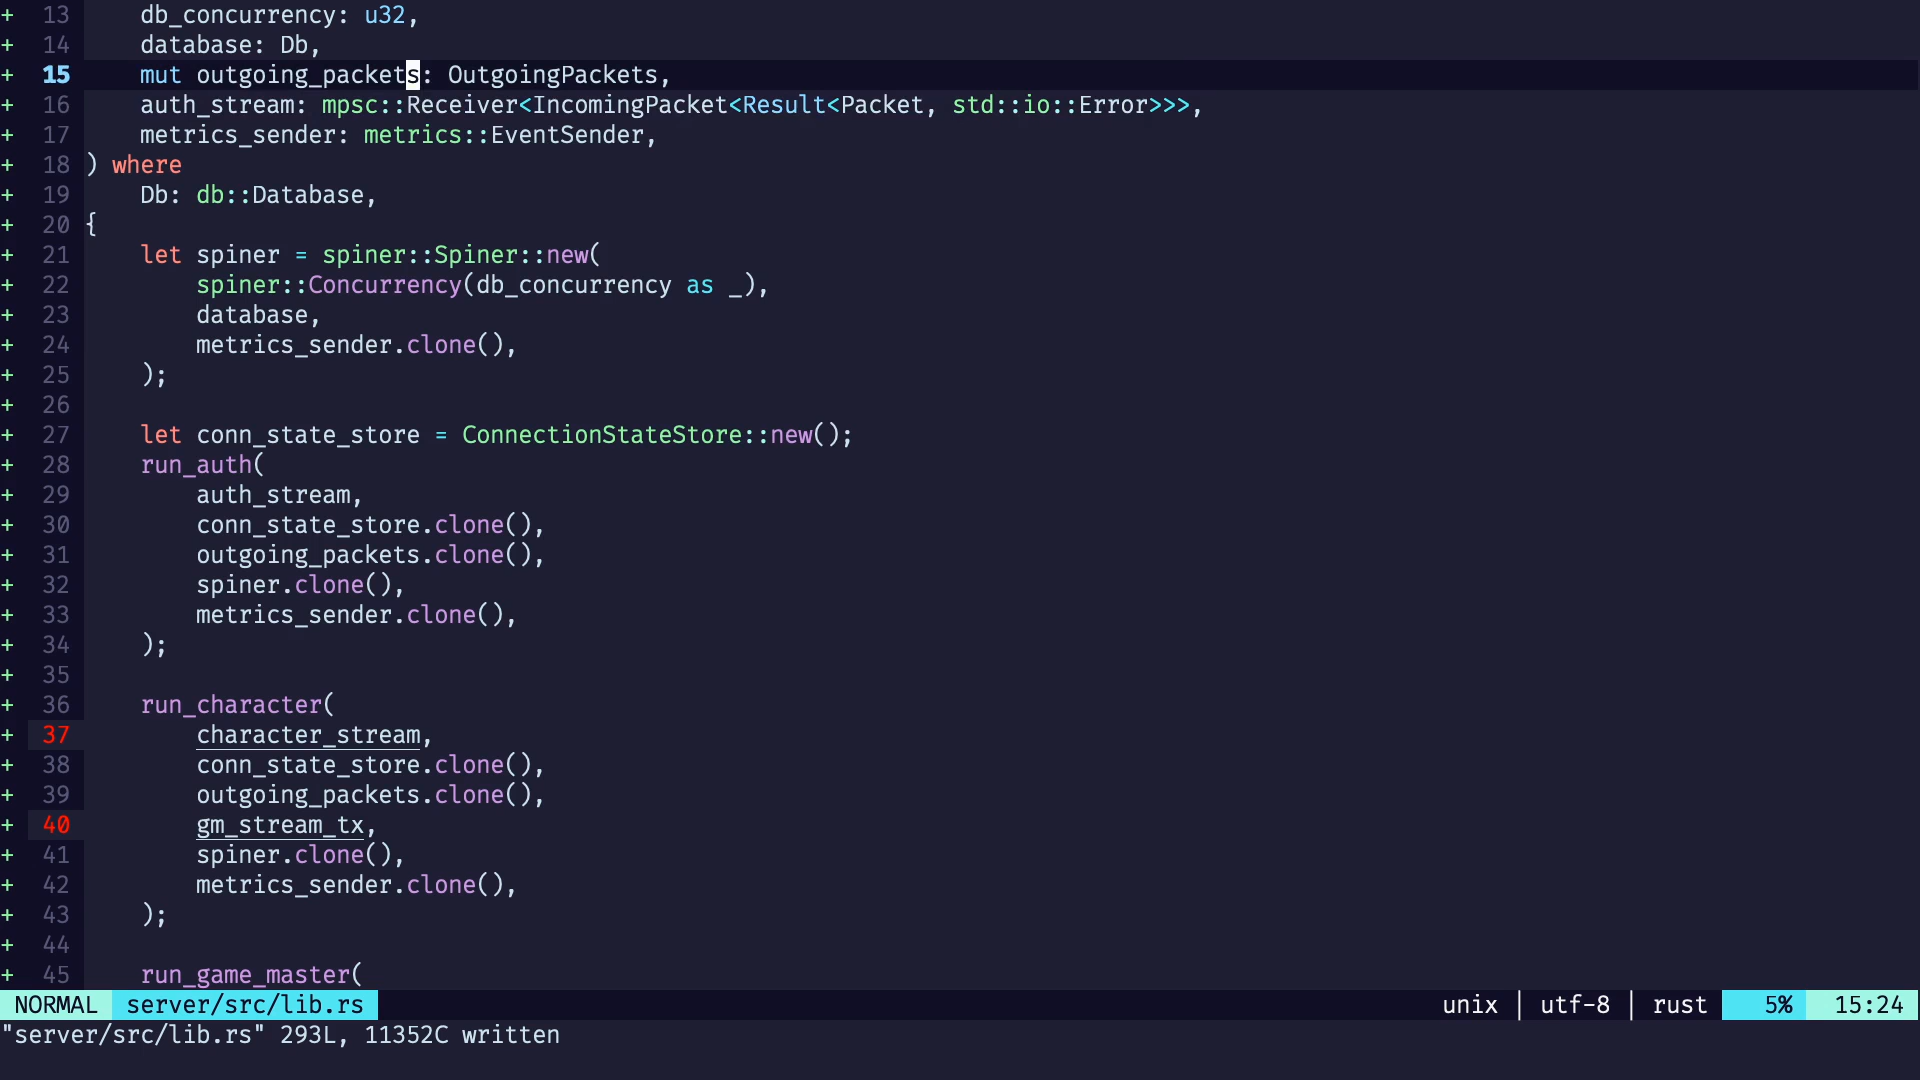 + 13     db_concurrency: u32,
+ 14     database: Db,
+ 15     mut outgoing_packets: OutgoingPackets,
+ 16     auth_stream: mpsc::Receiver<IncomingPacket<Result<Packet, std::io::Error>>>,
+ 17     metrics_sender: metrics::EventSender,
+ 18 ) where
+ 19     Db: db::Database,
+ 20 {
+ 21     let spiner = spiner::Spiner::new(
+ 22         spiner::Concurrency(db_concurrency as _),
+ 23         database,
+ 24         metrics_sender.clone(),
+ 25     );
+ 26
+ 27     let conn_state_store = ConnectionStateStore::new();
+ 28     run_auth(
+ 29         auth_stream,
+ 30         conn_state_store.clone(),
+ 31         outgoing_packets.clone(),
+ 32         spiner.clone(),
+ 33         metrics_sender.clone(),
+ 34     );
+ 35
+ 36     run_character(
+ 37         character_stream,
+ 38         conn_state_store.clone(),
+ 39         outgoing_packets.clone(),
+ 40         gm_stream_tx,
+ 41         spiner.clone(),
+ 42         metrics_sender.clone(),
+ 43     );
+ 44
+ 45     run_game_master(
NORMAL server/src/lib.rs unix | utf-8 | rust 5% 15:24
"server/src/lib.rs" 293L, 11352C written